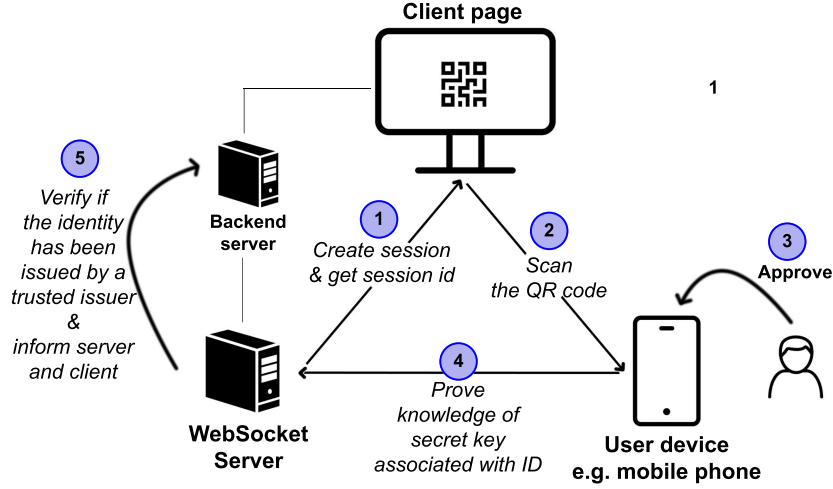 Client page
1
5
Verify if
the identity
has been
issued by a
trusted issuer
&
inform server
and client
Backend
server
1
Create session
& get session id
2
Scan
the QR code
3
Approve
4
Prove
knowledge of
secret key
associated with ID
WebSocket
Server
User device
e.g. mobile phone